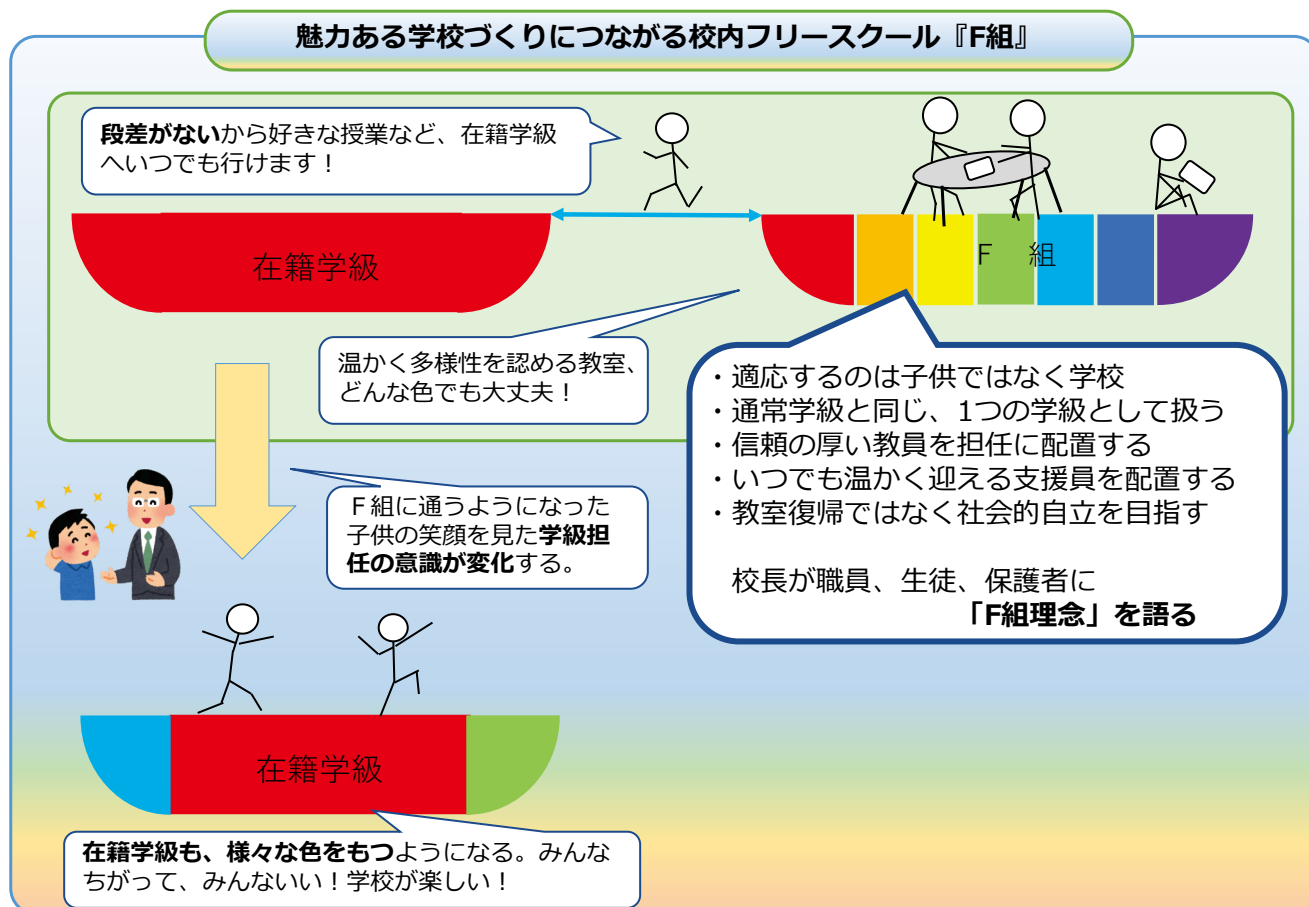 魅力ある学校づくりにつながる校内フリースクール『F組』
段差がないから好きな授業など、在籍学級
へいつでも行けます！
在籍学級
F 組
温かく多様性を認める教室、
どんな色でも大丈夫！
・適応するのは子供ではなく学校
・通常学級と同じ、1つの学級として扱う
・信頼の厚い教員を担任に配置する
・いつでも温かく迎える支援員を配置する
・教室復帰ではなく社会的自立を目指す
校長が職員、生徒、保護者に
「F組理念」を語る
Ｆ組に通うようになった
子供の笑顔を見た学級担
任の意識が変化する。
在籍学級
在籍学級も、様々な色をもつようになる。みんな
ちがって、みんないい！学校が楽しい！